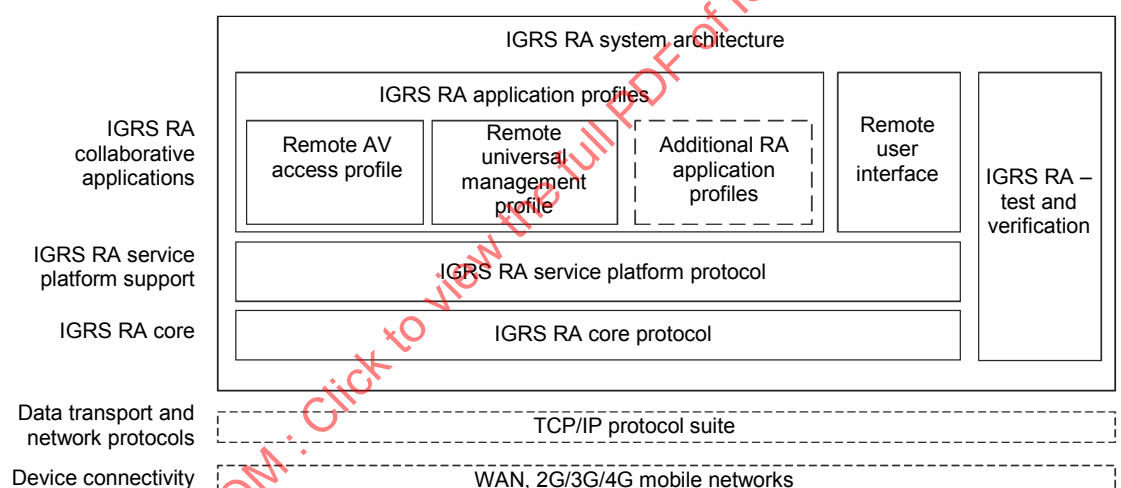 IGRS RA system architecture
IGRS RA
collaborative
applications
IGRS RA application profiles
Remote AV
access profile
Remote
universal
management
profile
Additional RA
application
profiles
Remote
user
interface
IGRS RA –
test and
verification
IGRS RA service
platform support
IGRS RA service platform protocol
IGRS RA core
IGRS RA core protocol
Data transport and
network protocols
TCP/IP protocol suite
Device connectivity
WAN, 2G/3G/4G mobile networks
OM : Click to view the full PDF of